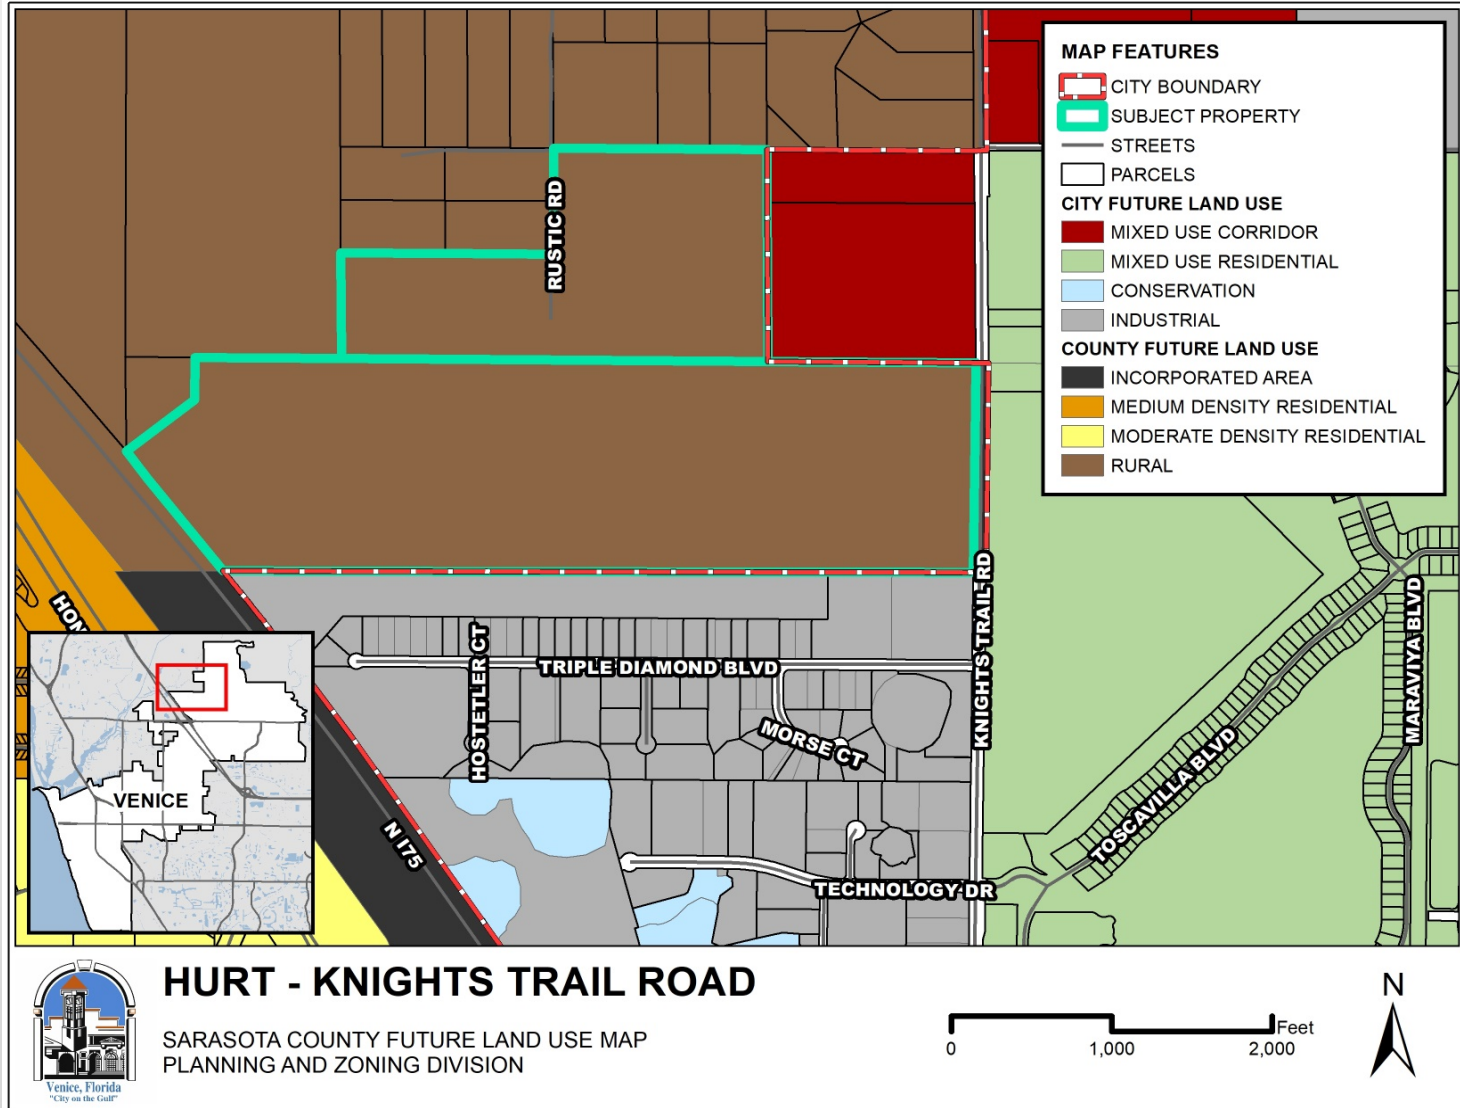 MAP FEATURES
CITY BOUNDARY
SUBJECT PROPERTY
STREETS
PARCELS
CITY FUTURE LAND USE
MIXED USE CORRIDOR
MIXED USE RESIDENTIAL
CONSERVATION
INDUSTRIAL
COUNTY FUTURE LAND USE
INCORPORATED AREA
MEDIUM DENSITY RESIDENTIAL
MODERATE DENSITY RESIDENTIAL
RURAL
RUSTIC RD
KNIGHTS TRAIL RD
HON
HOSTETLER CT
TRIPLE DIAMOND BLVD
MORSE CT
MARAVIYA BLVD
TOSCAVILLA BLVD
VENICE
N I75
TECHNOLOGY DR
HURT - KNIGHTS TRAIL ROAD
SARASOTA COUNTY FUTURE LAND USE MAP
PLANNING AND ZONING DIVISION
Venice, Florida
"City on the Gulf"
Feet
0 1,000 2,000
N